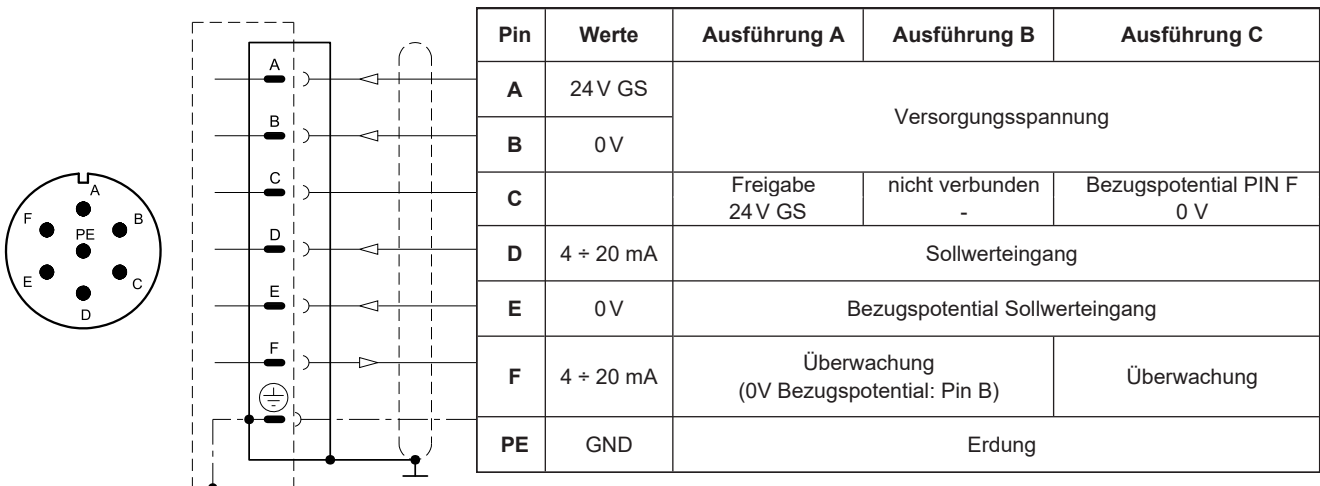 A
F
B
PE
E
C
D
A
B
C
D
E
F
Pin Werte Ausführung A Ausführung B Ausführung C
A 24 V GS Versorgungsspannung
B 0 V
C Freigabe 24 V GS nicht verbunden - Bezugspotential PIN F 0 V
D 4 ÷ 20 mA Sollwerteingang
E 0 V Bezugspotential Sollwerteingang
F 4 ÷ 20 mA Überwachung (0V Bezugspotential: Pin B) Überwachung
PE GND Erdung